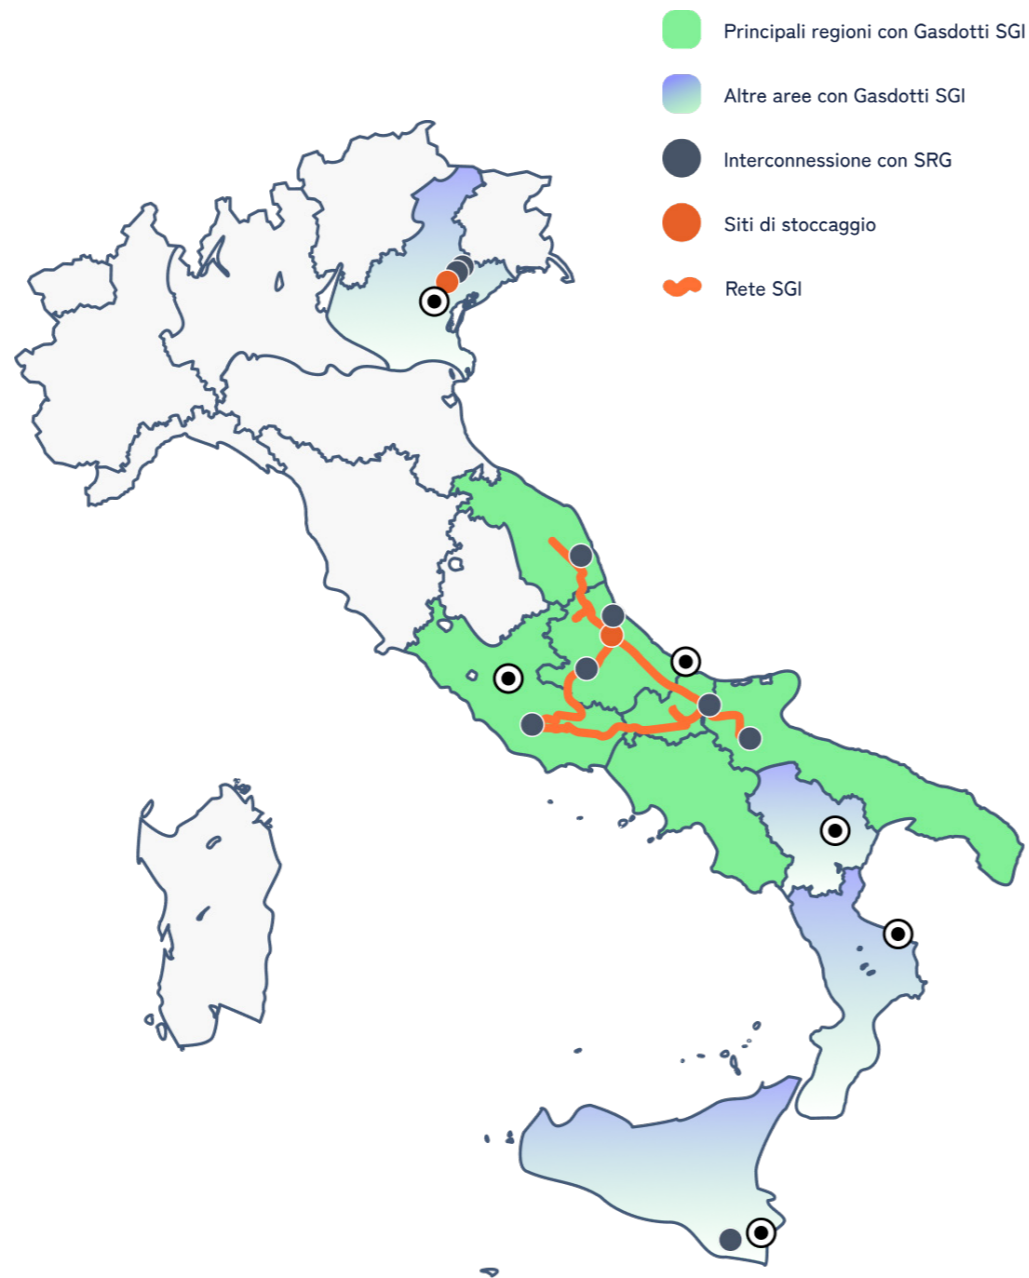 Principali regioni con Gasdotti SGI
Altre aree con Gasdotti SGI
Interconnessione con SRG
Siti di stoccaggio
Rete SGI